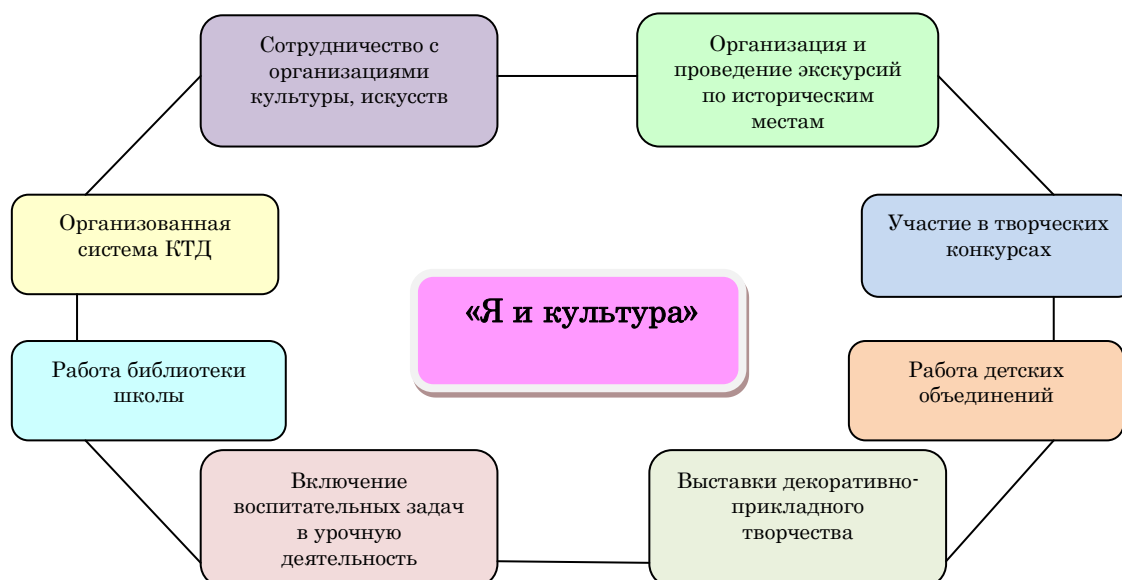 Сотрудничество с
организациями
культуры, искусств
Организация и
проведение экскурсий
по историческим
местам
Организованная
система КТД
Участие в творческих
конкурсах
«Я и культура»
Работа библиотеки
школы
Работа детских
объединений
Включение
воспитательных задач
в урочную
деятельность
Выставки декоративно-
прикладного
творчества